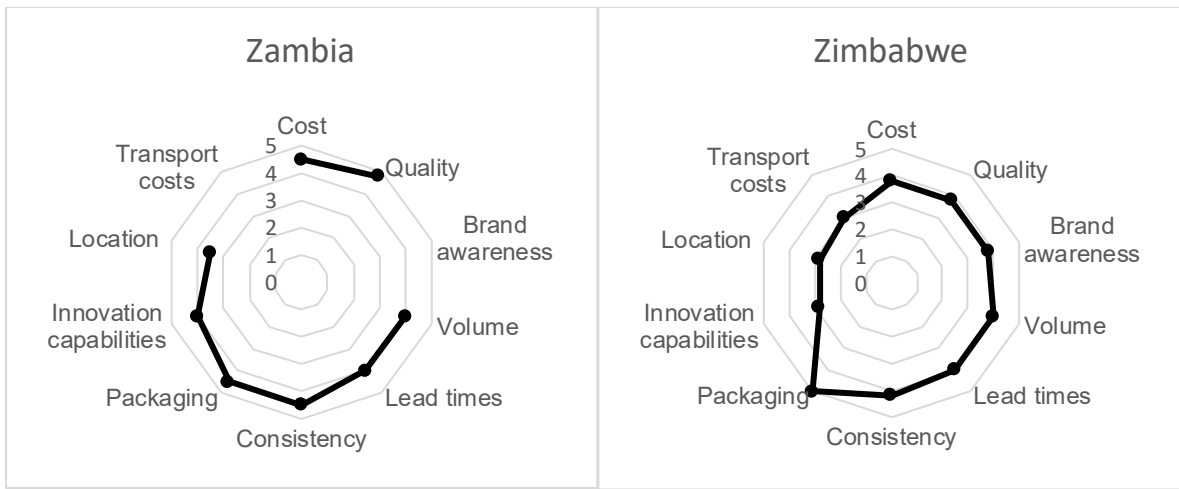 Zambia
Cost
Quality
Brand
awareness
Volume
Lead times
Consistency
Packaging
Innovation
capabilities
Location
Transport
costs
5
4
3
2
1
0
Zimbabwe
Cost
Quality
Brand
awareness
Volume
Lead times
Consistency
Packaging
Innovation
capabilities
Location
Transport
costs
5
4
3
2
1
0